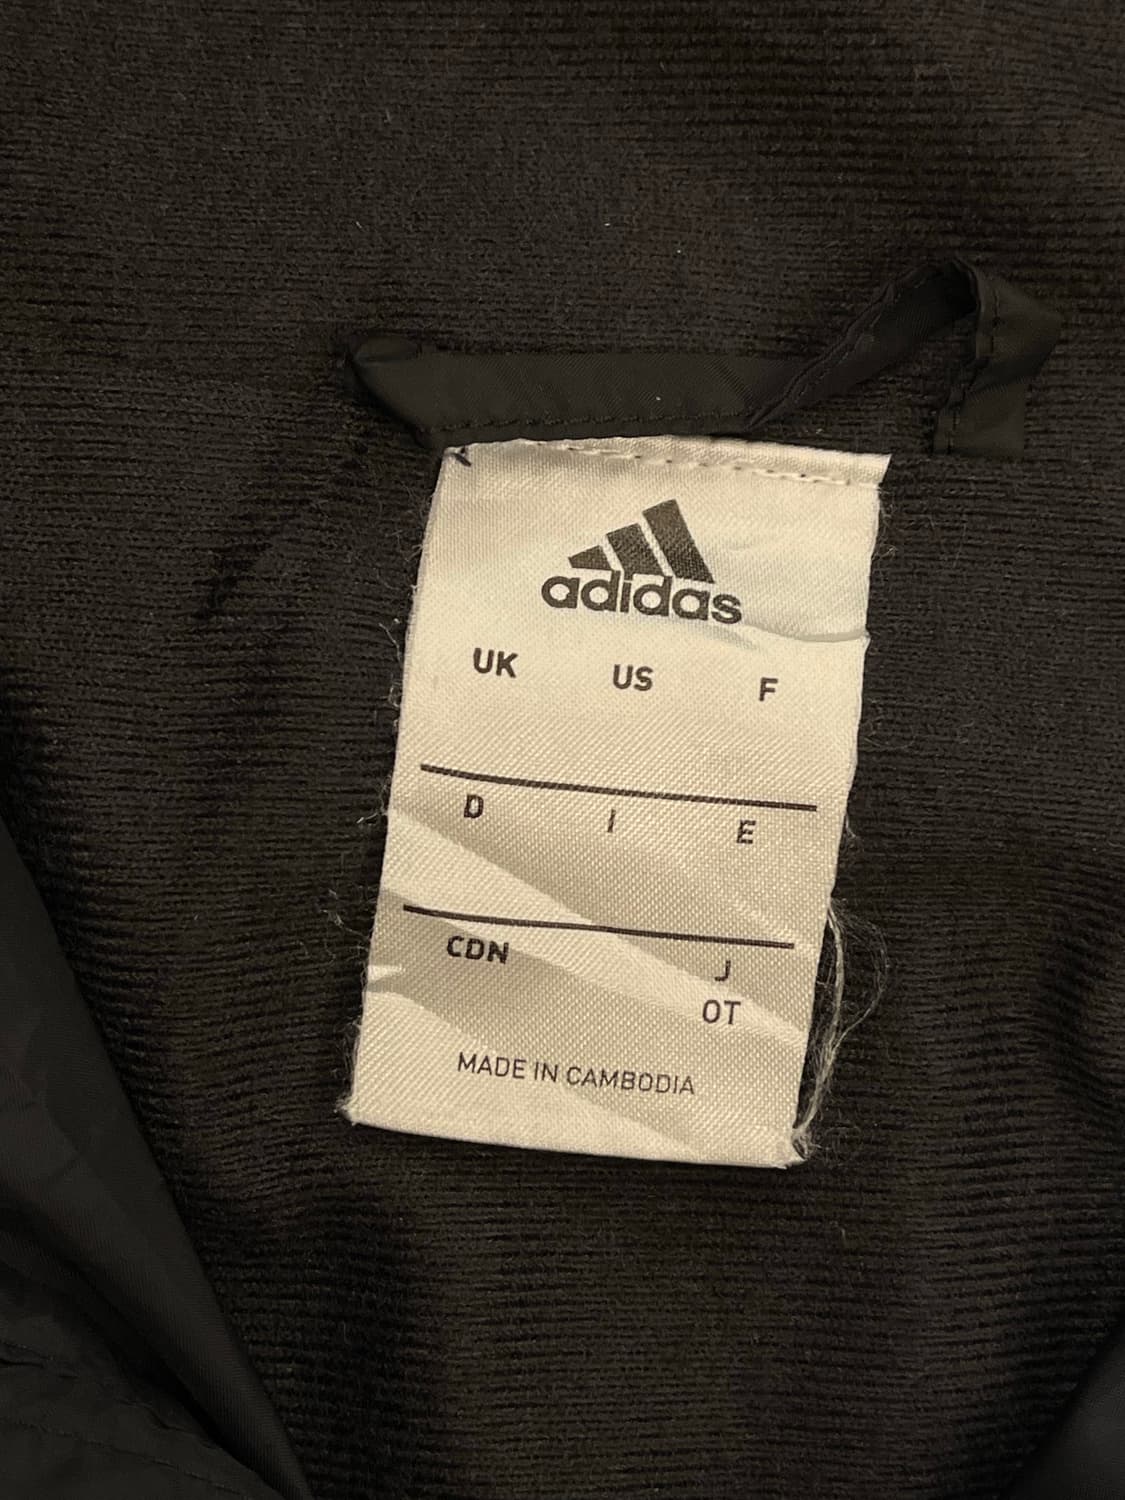 adidas
UK US F
D I E
CDN J
OT
MADE IN CAMBODIA